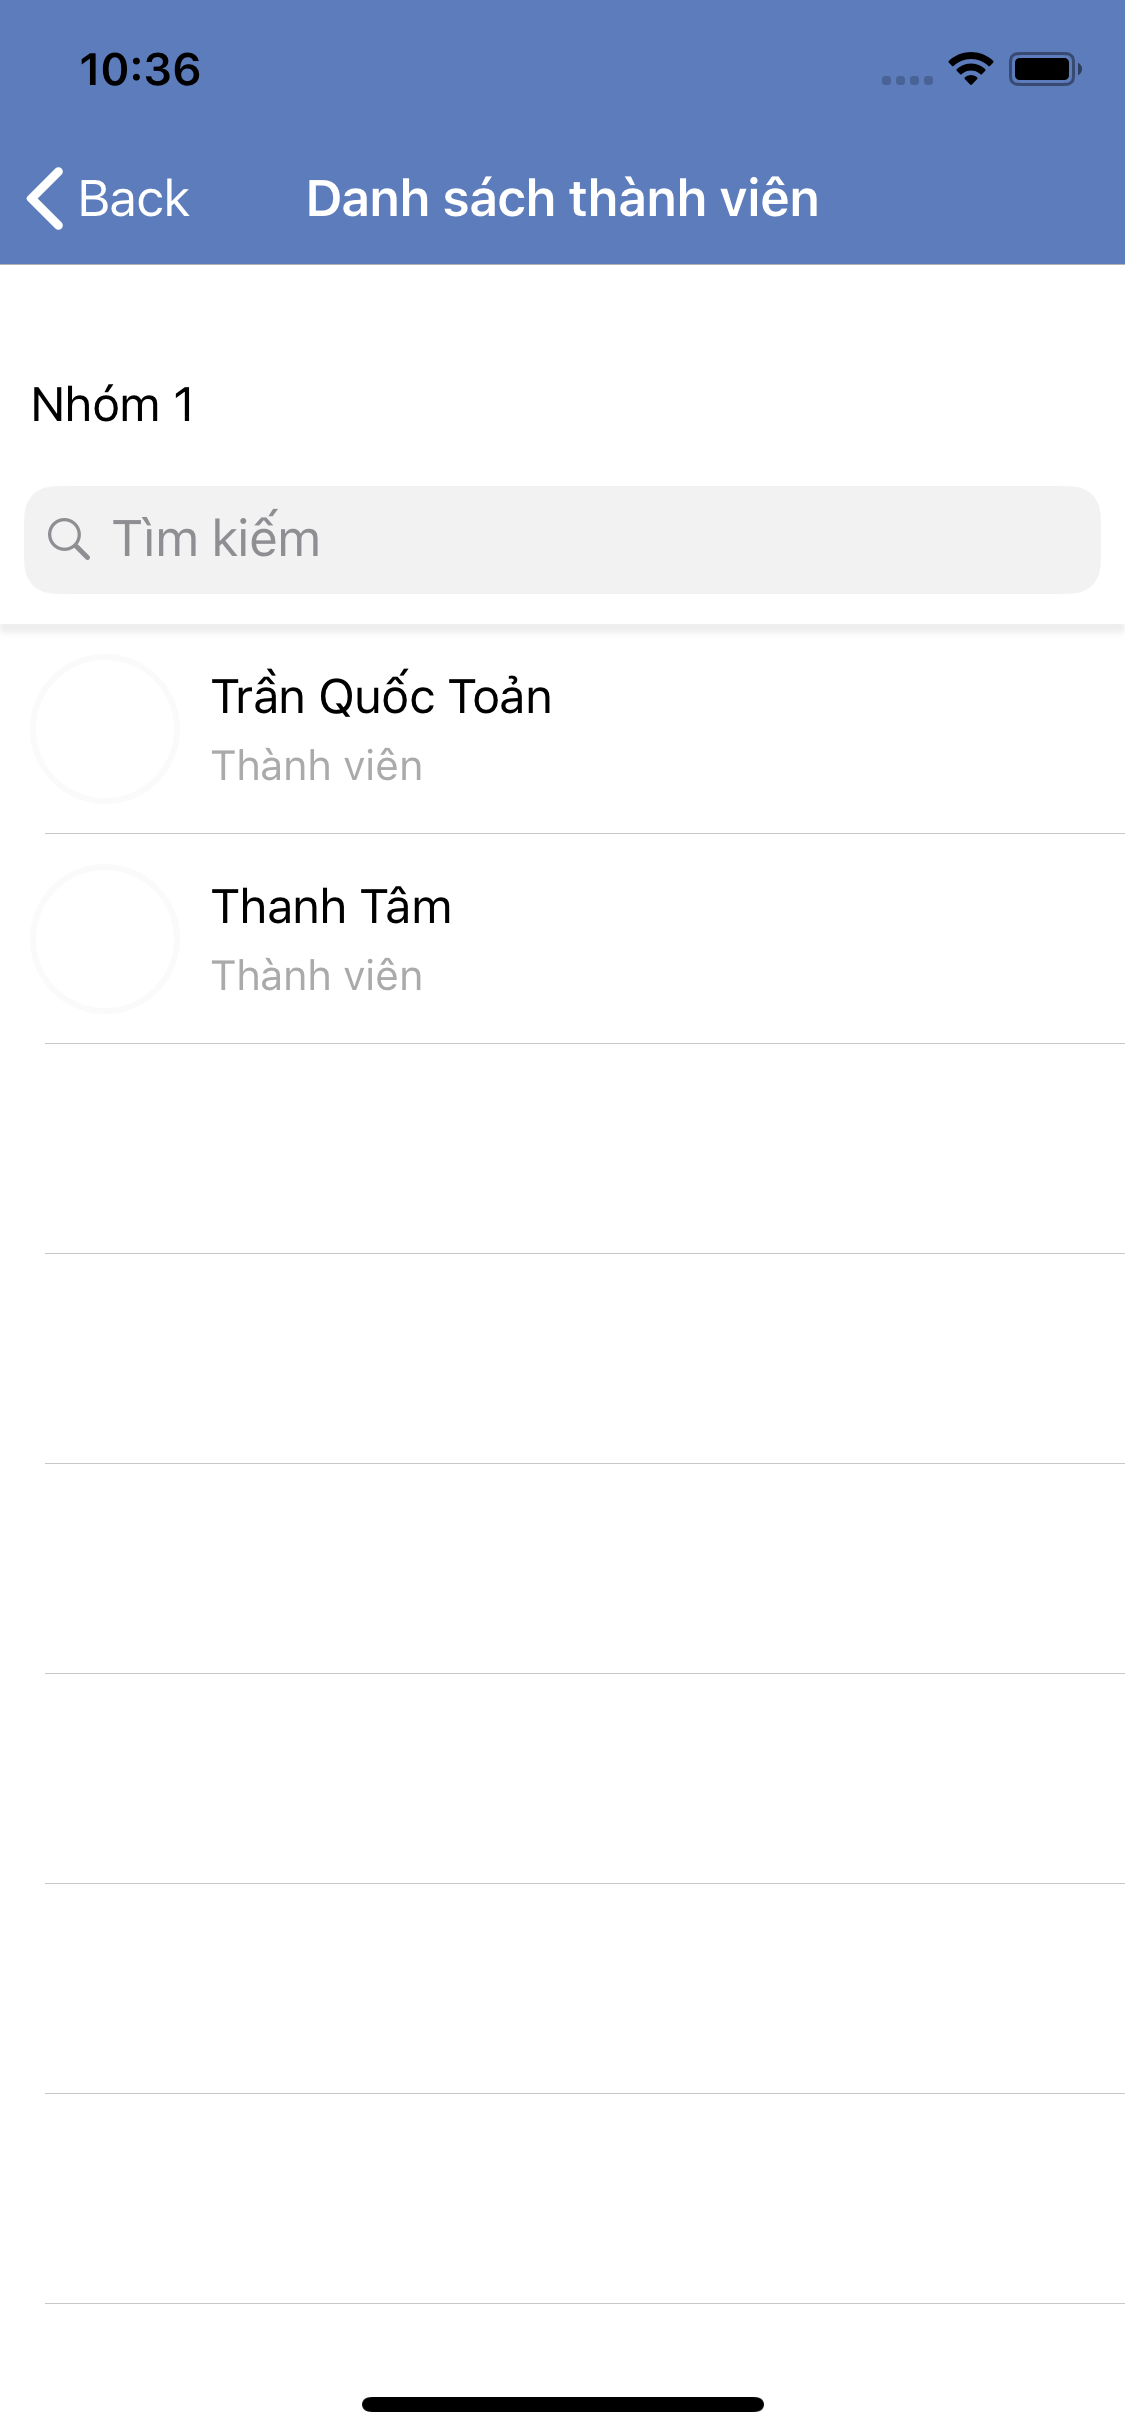 10:36
Back
Danh sách thành viên
Nhóm 1
Tìm kiếm
Trần Quốc Toản
Thành viên
Thanh Tâm
Thành viên